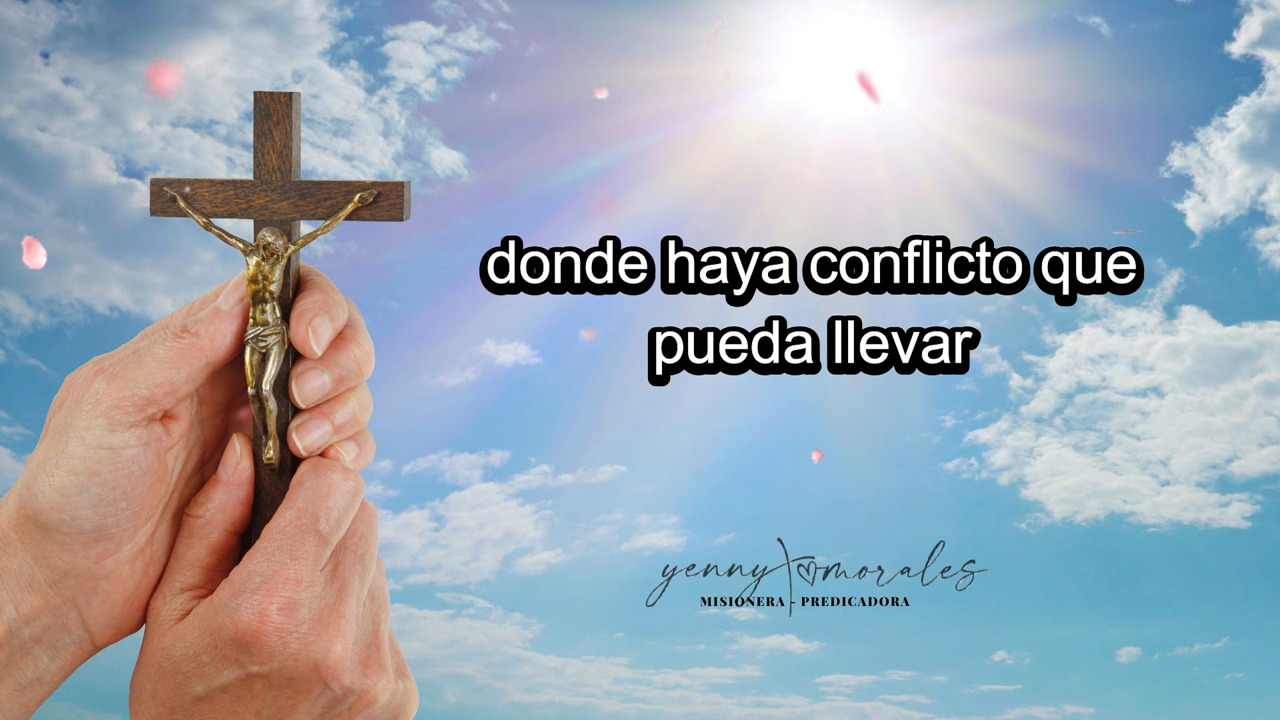 donde haya conflicto que
pueda llevar
yenny morales
MISIONERA - PREDICADORA